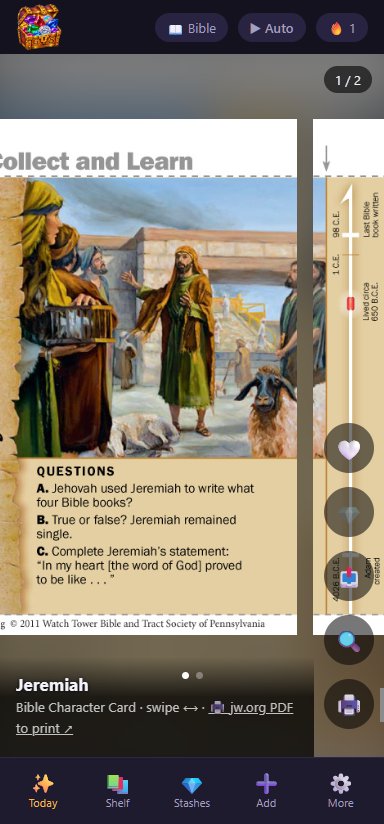 Bible
Auto
1
1 / 2
Collect and Learn
QUESTIONS
A. Jehovah used Jeremiah to write what
four Bible books?
B. True or false? Jeremiah remained
single.
C. Complete Jeremiah's statement:
“In my heart [the word of God] proved
to be like . . .”
g © 2011 Watch Tower Bible and Tract Society of Pennsylvania
98 C.E.
Last Bible
book written
1 C.E.
Lived circa
650 B.C.E.
4026 B.C.E.
Adam
created
Jeremiah
Bible Character Card · swipe ↔ · jw.org PDF
to print ↗
Today
Shelf
Stashes
Add
More